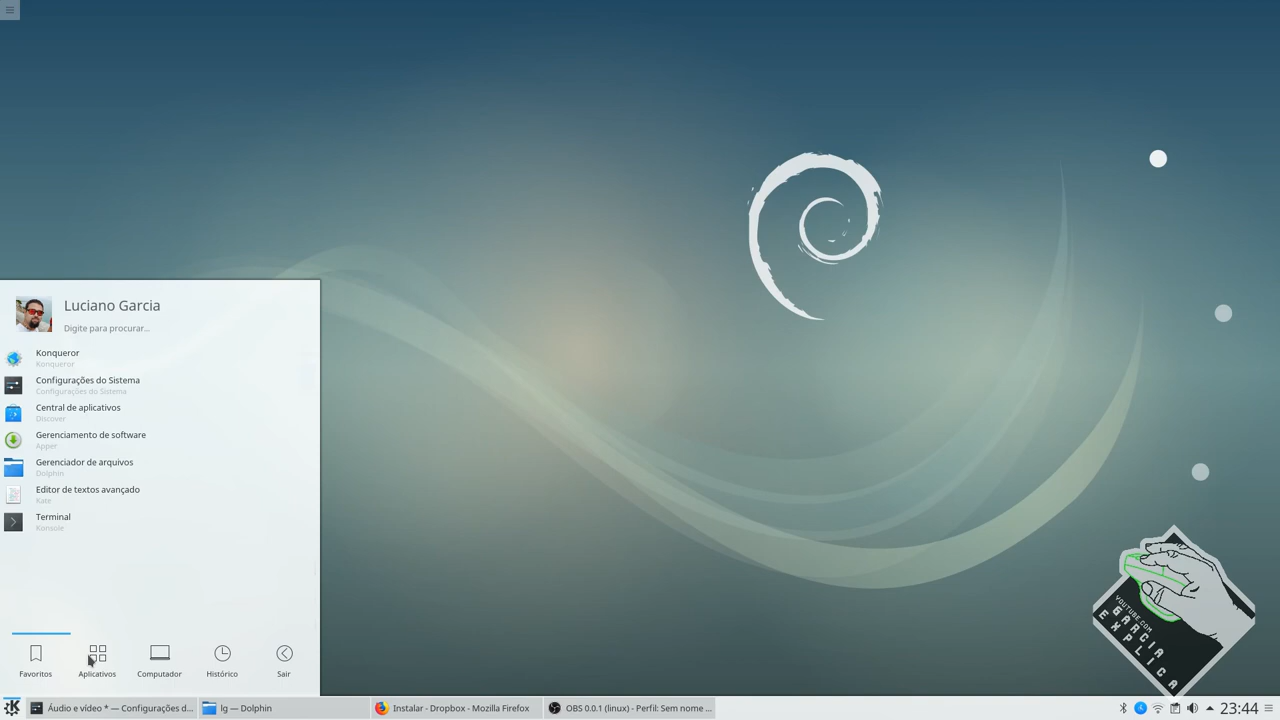 Luciano Garcia
Digite para procurar...
Konqueror
Konqueror
Configurações do Sistema
Configurações do Sistema
Central de aplicativos
Discover
Gerenciamento de software
Apper
Gerenciador de arquivos
Dolphin
Editor de textos avançado
Kate
Terminal
Konsole
Favoritos
Aplicativos
Computador
Histórico
Sair
YOUTUBE.COM
GARCIA
EXPLICA
Áudio e vídeo * — Configurações d...
lg — Dolphin
Instalar - Dropbox - Mozilla Firefox
OBS 0.0.1 (linux) - Perfil: Sem nome ...
23:44